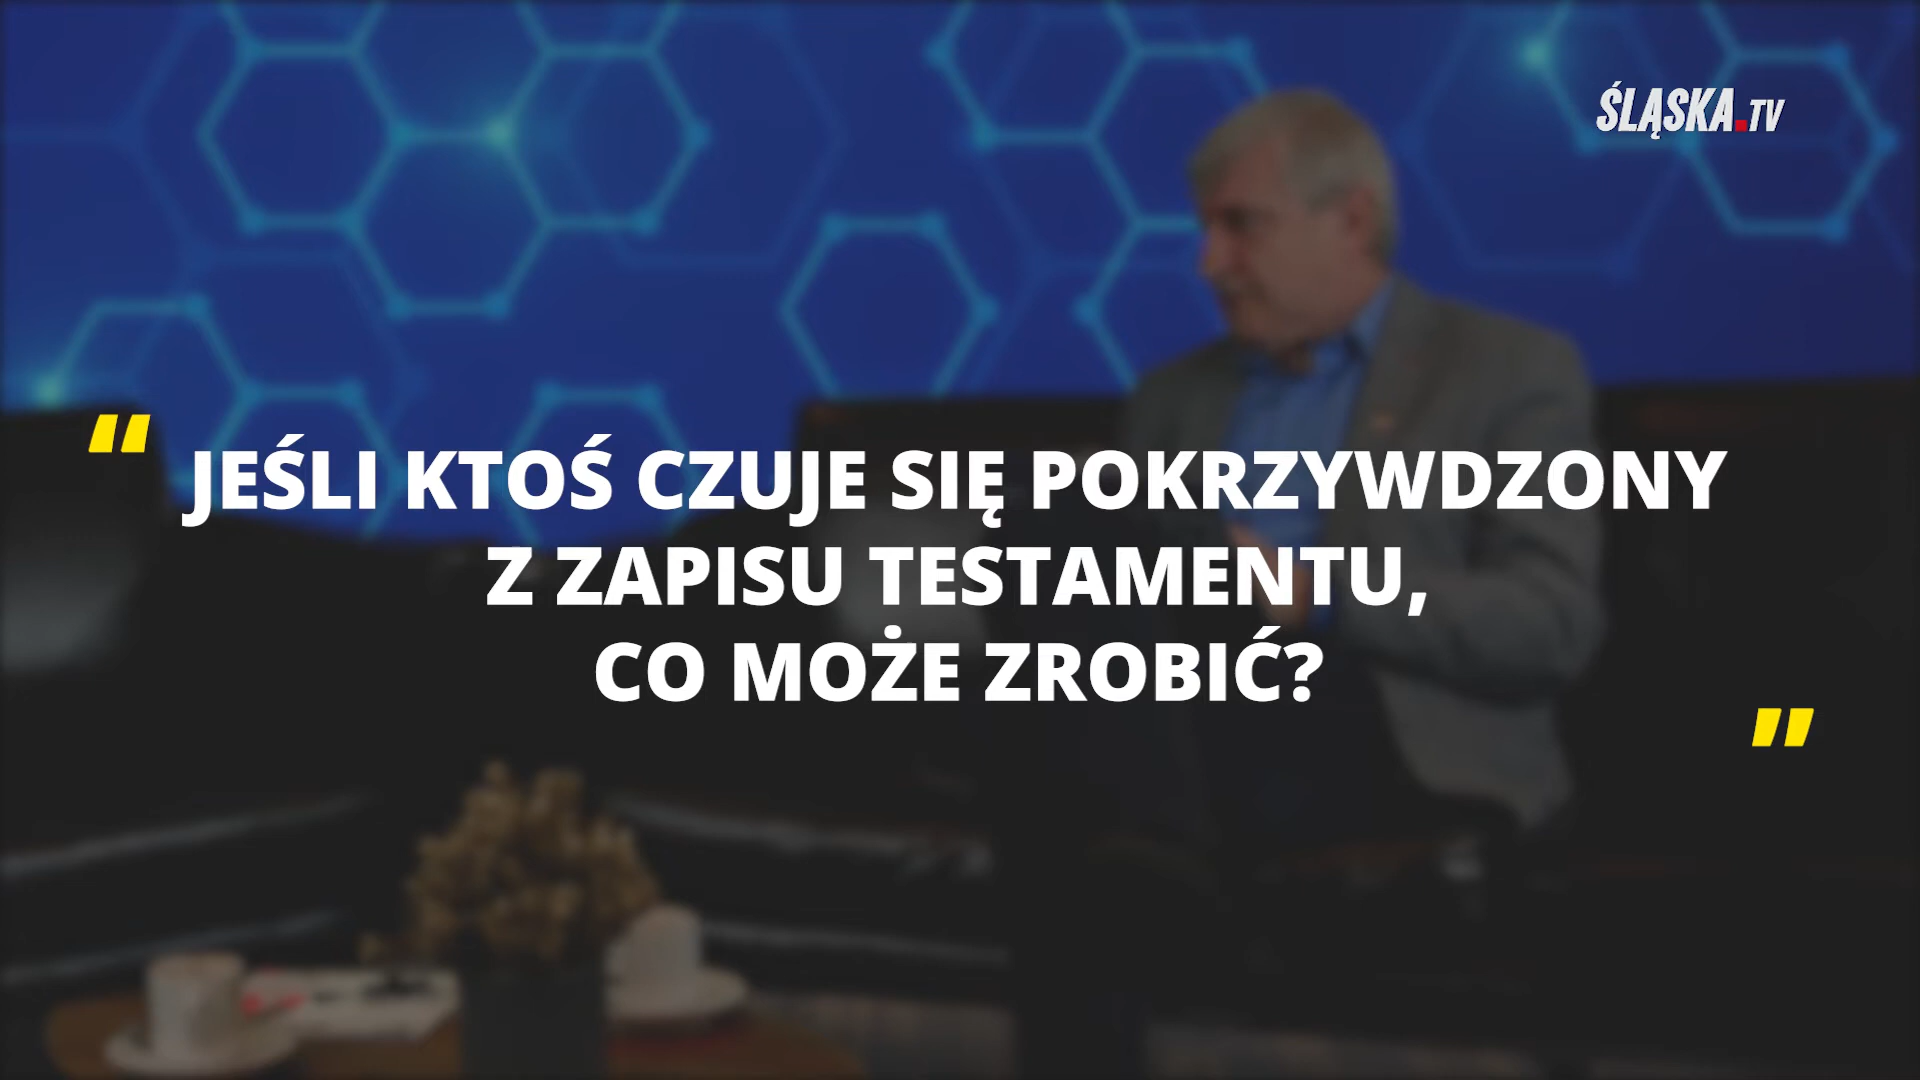 ŚLĄSKA.TV
" JEŚLI KTOŚ CZUJE SIĘ POKRZYWDZONY
Z ZAPISU TESTAMENTU,
CO MOŻE ZROBIĆ?
"